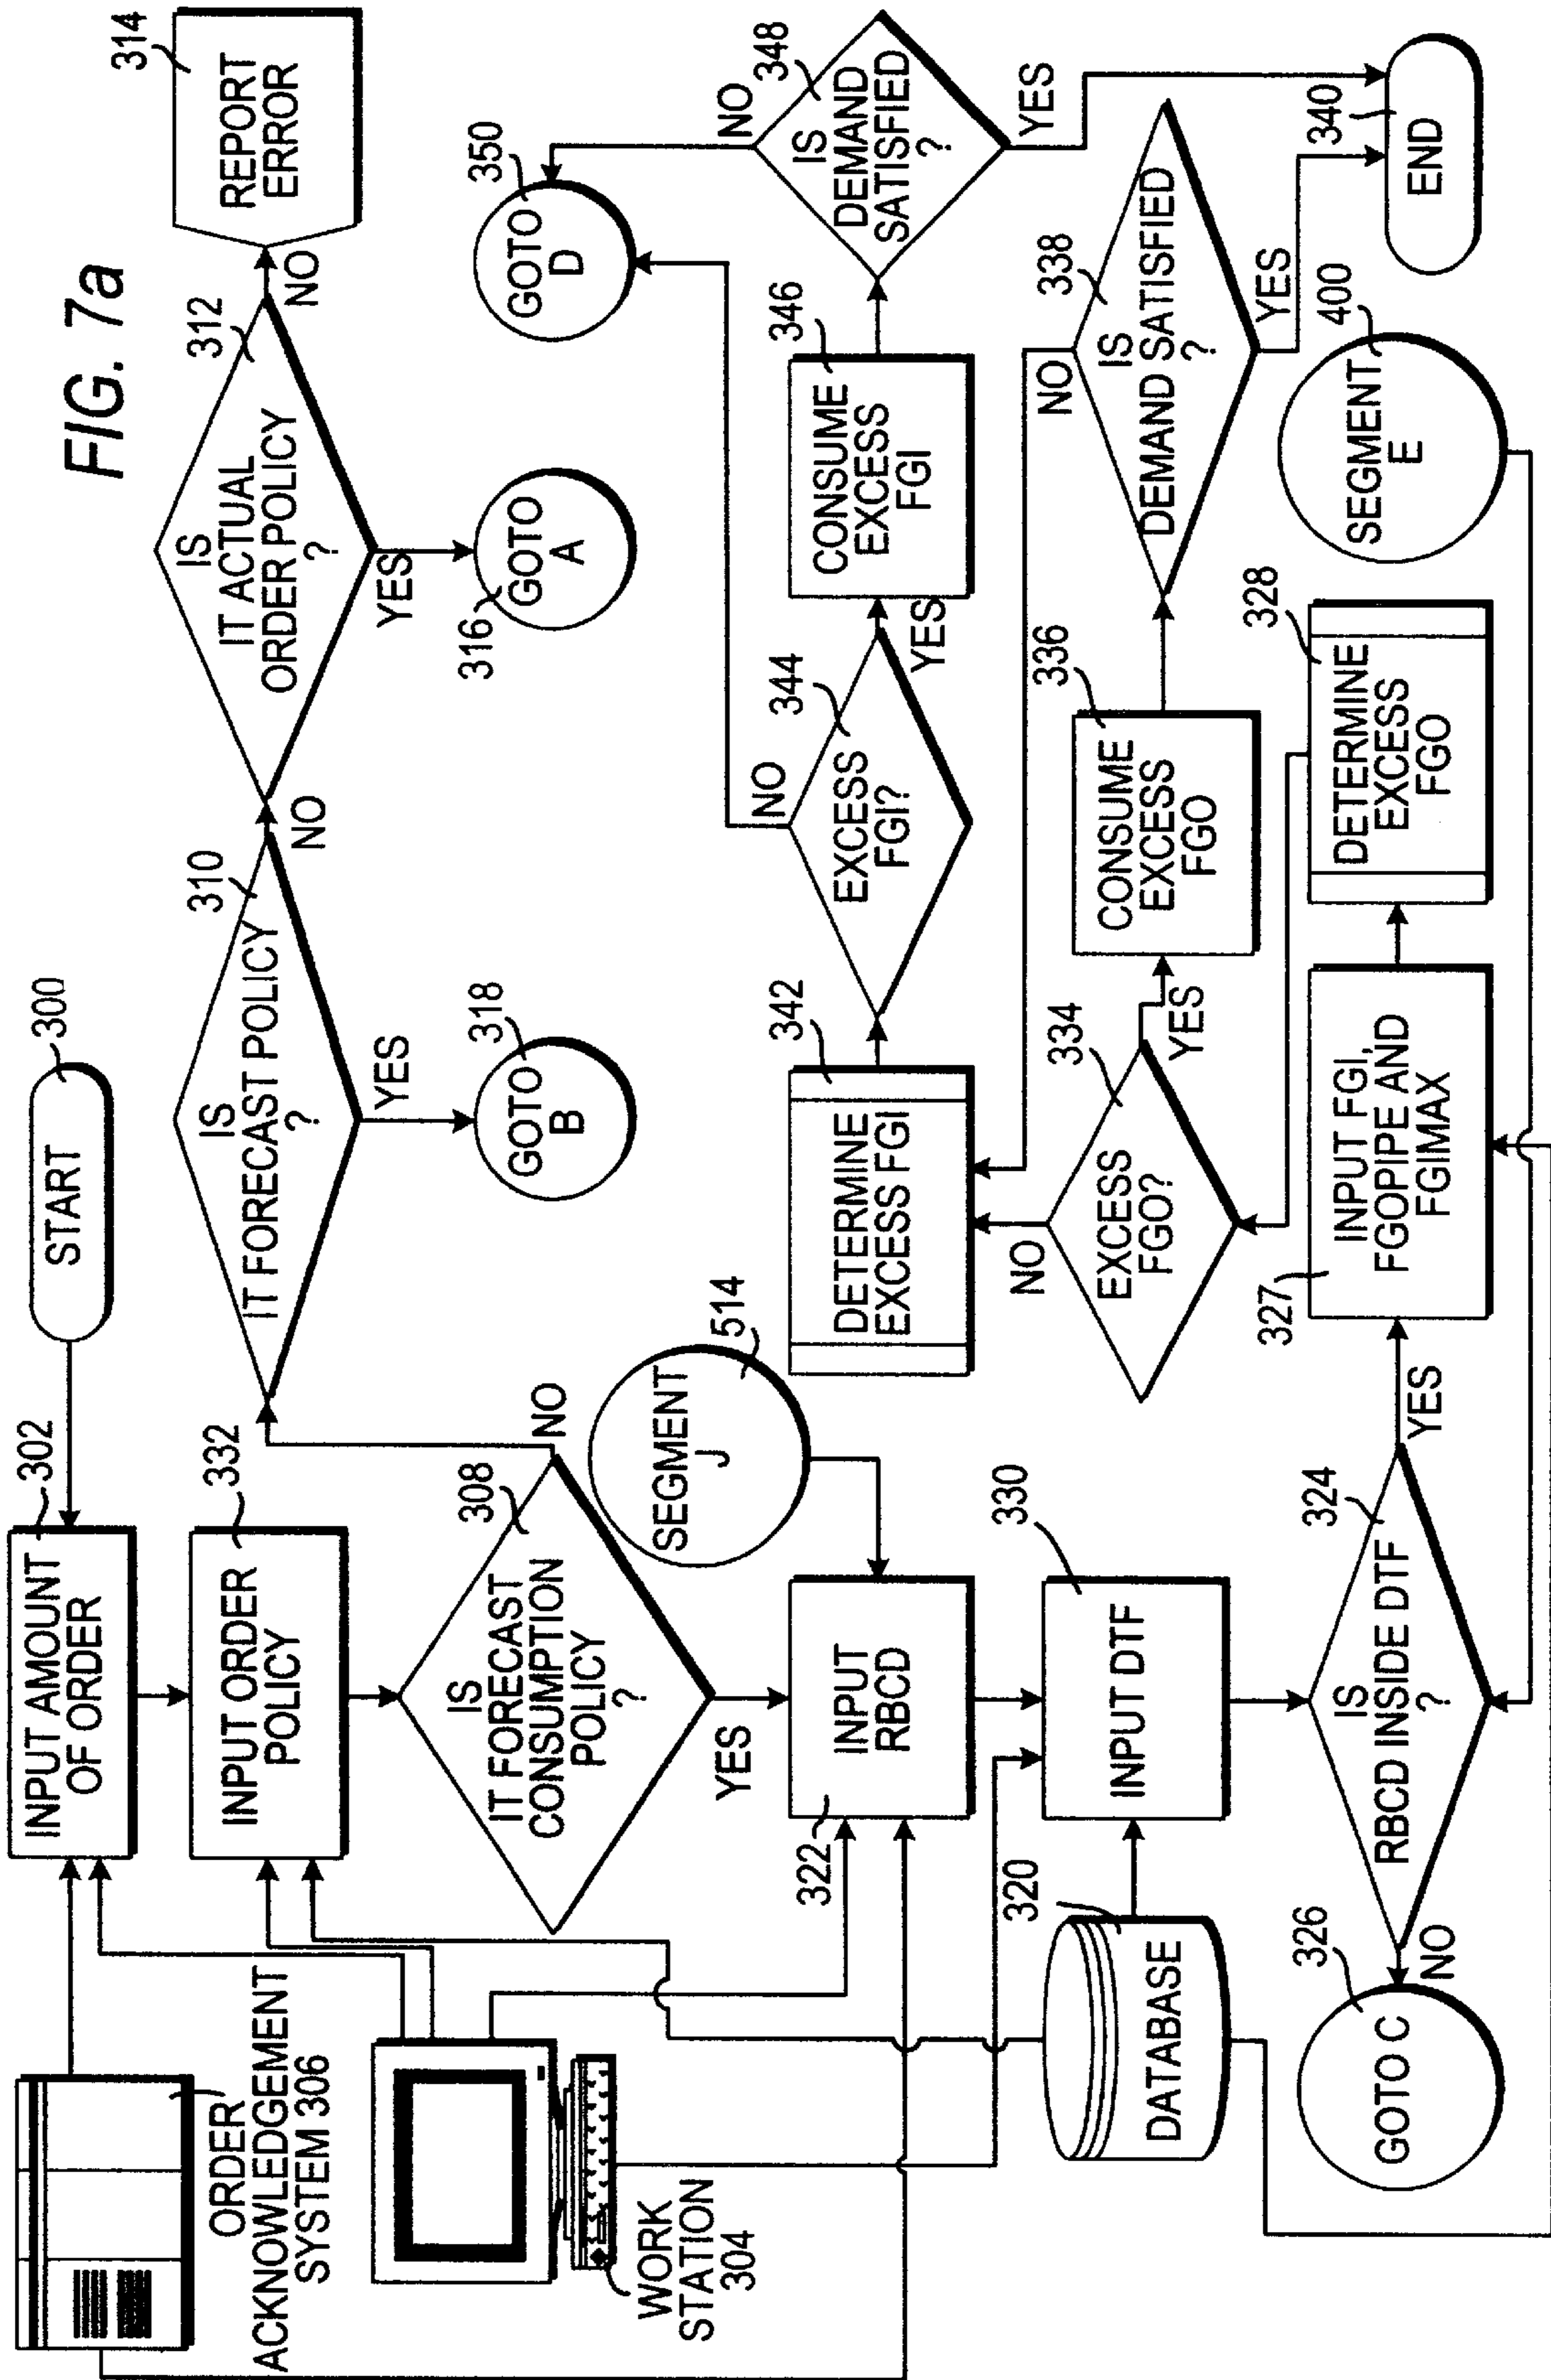 FIG. 7a
START
300
INPUT AMOUNT
OF ORDER
302
ORDER
ACKNOWLEDGEMENT
SYSTEM 306
INPUT ORDER
POLICY
332
WORK
STATION
304
IS
IT FORECAST
CONSUMPTION
POLICY
?
308
NO
YES
IS
IT FORECAST POLICY
?
310
NO
YES
GOTO
B
318
IS
IT ACTUAL
ORDER POLICY
?
312
NO
YES
GOTO
A
316
REPORT
ERROR
314
SEGMENT
J
514
INPUT
RBCD
322
INPUT DTF
330
DATABASE
320
IS
RBCD INSIDE DTF
?
324
NO
YES
GOTO C
326
INPUT FGI,
FGOPIPE AND
FGIMAX
327
DETERMINE
EXCESS
FGO
328
SEGMENT
E
400
EXCESS
FGO?
334
NO
YES
CONSUME
EXCESS
FGO
336
IS
DEMAND SATISFIED
?
338
NO
YES
DETERMINE
EXCESS FGI
342
EXCESS
FGI?
344
NO
YES
CONSUME
EXCESS
FGI
346
IS
DEMAND
SATISFIED
?
348
NO
YES
GOTO
D
350
END
340